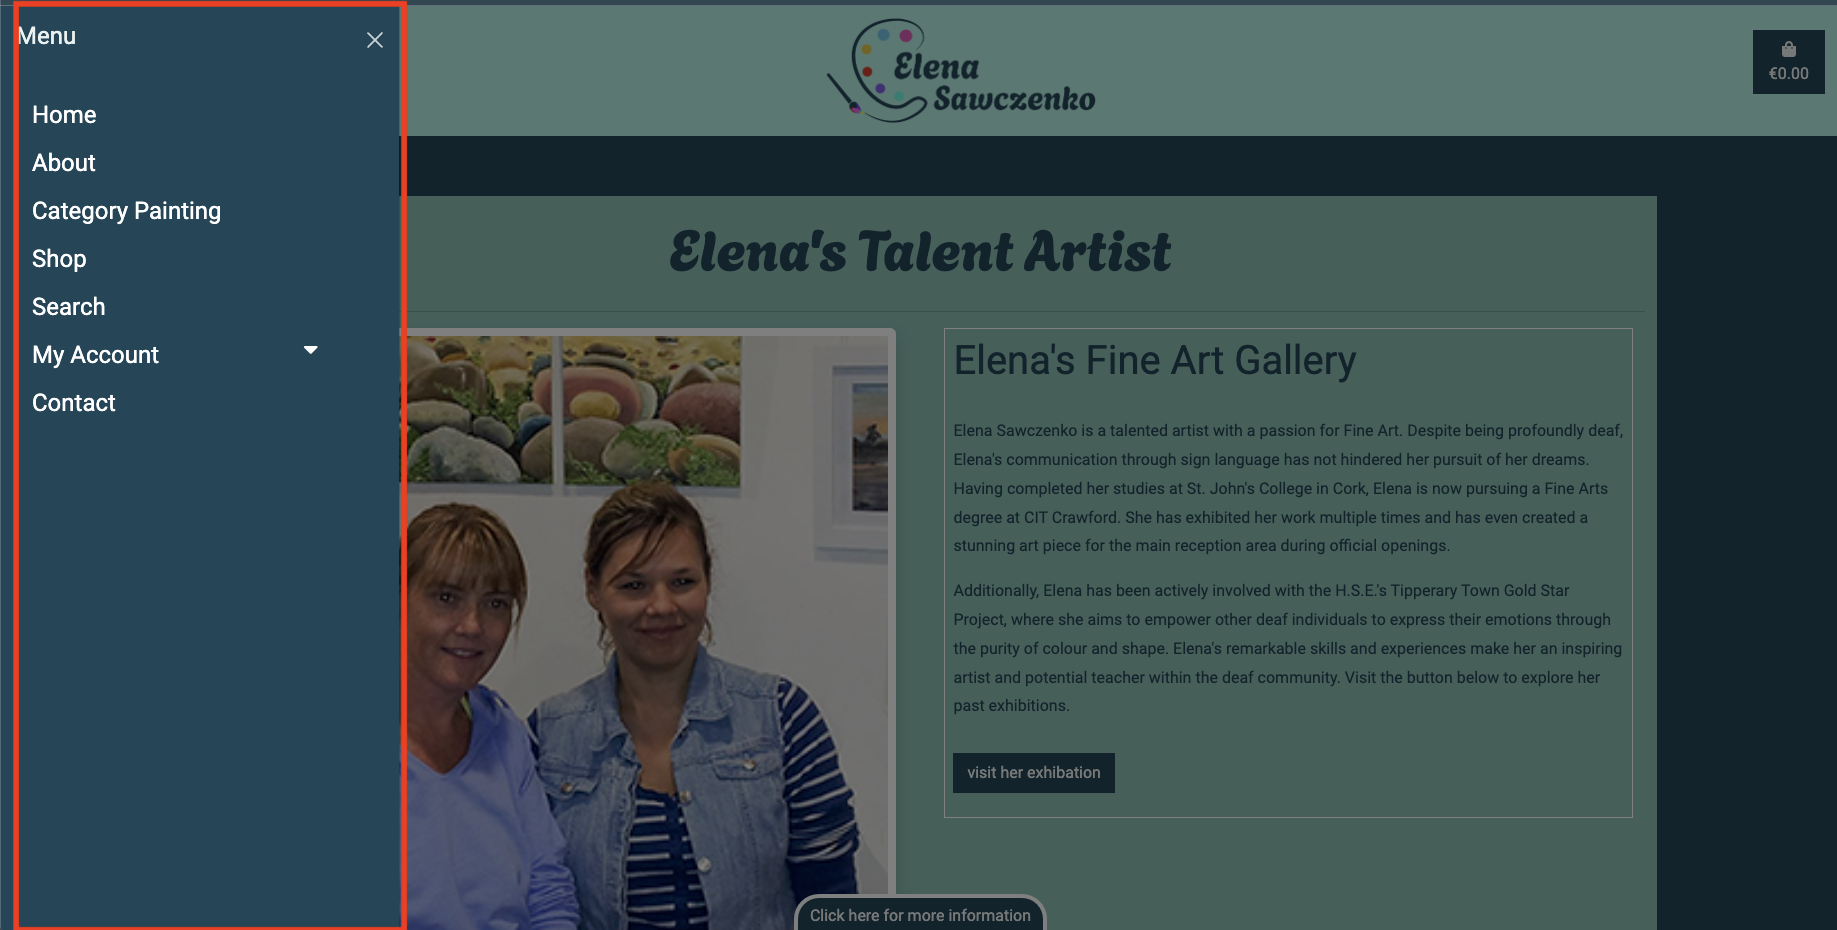 Menu
Home
About
Category Painting
Shop
Search
My Account
Contact
Elena
Sawczenko
€0.00
Elena's Talent Artist
Elena's Fine Art Gallery
Elena Sawczenko is a talented artist with a passion for Fine Art. Despite being profoundly deaf,
Elena's communication through sign language has not hindered her pursuit of her dreams.
Having completed her studies at St. John's College in Cork, Elena is now pursuing a Fine Arts
degree at CIT Crawford. She has exhibited her work multiple times and has even created a
stunning art piece for the main reception area during official openings.
Additionally, Elena has been actively involved with the H.S.E.'s Tipperary Town Gold Star
Project, where she aims to empower other deaf individuals to express their emotions through
the purity of colour and shape. Elena's remarkable skills and experiences make her an inspiring
artist and potential teacher within the deaf community. Visit the button below to explore her
past exhibitions.
visit her exhibation
Click here for more information